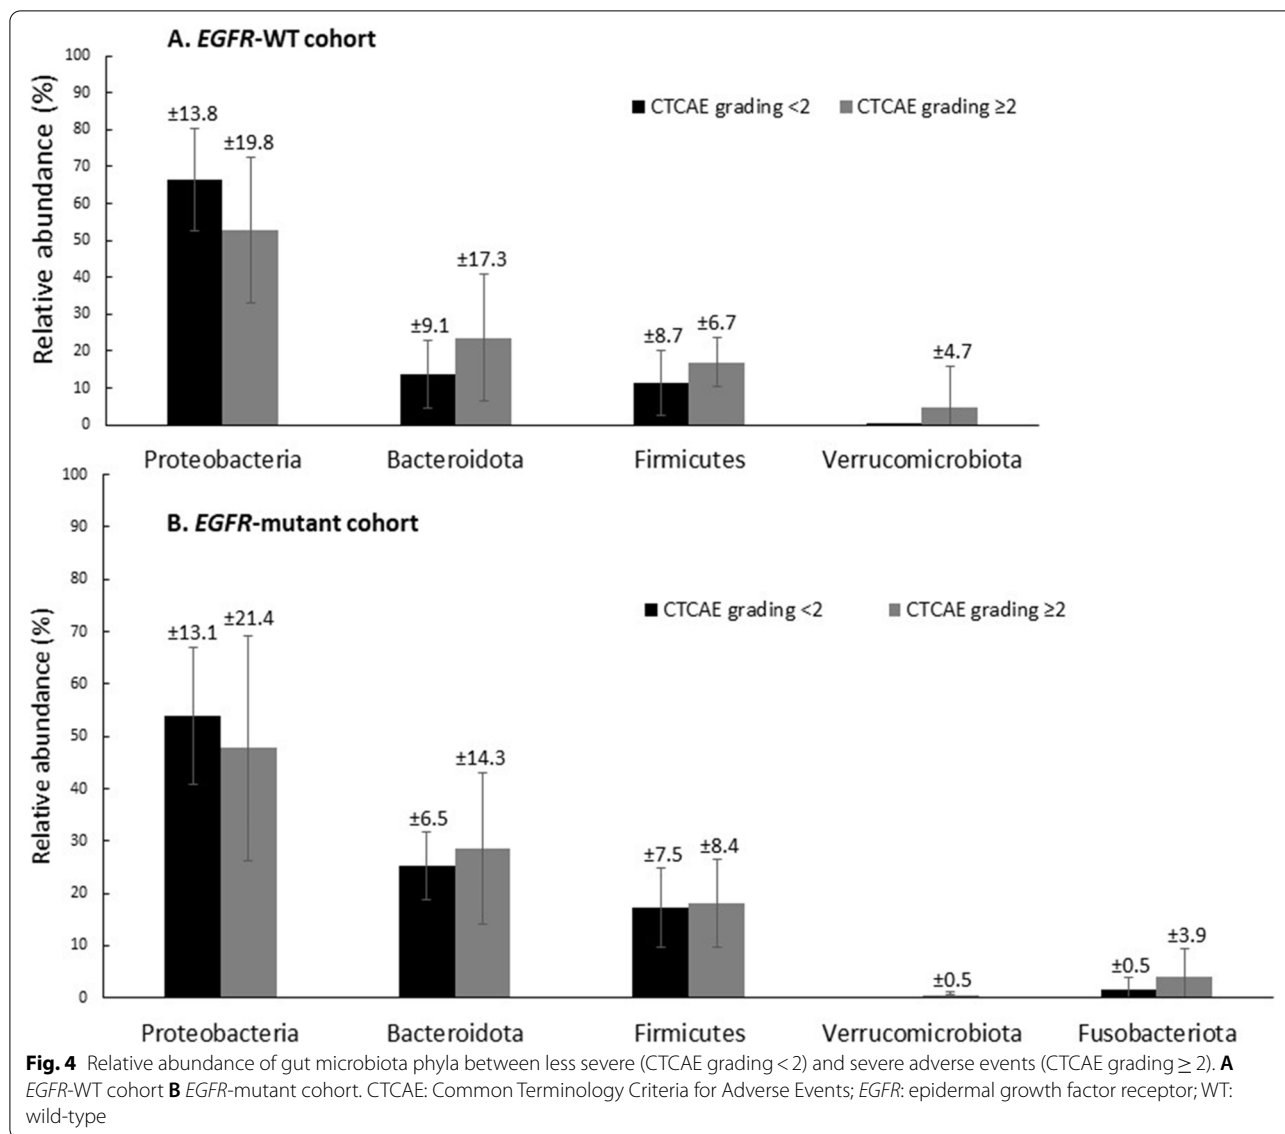 A. EGFR-WT cohort
Relative abundance (%)
100
90
80
70
60
50
40
30
20
10
0
CTCAE grading <2
CTCAE grading ≥2
±13.8
±19.8
±9.1
±17.3
±8.7
±6.7
±4.7
Proteobacteria
Bacteroidota
Firmicutes
Verrucomicrobiota
B. EGFR-mutant cohort
Relative abundance (%)
100
90
80
70
60
50
40
30
20
10
0
CTCAE grading <2
CTCAE grading ≥2
±13.1
±21.4
±6.5
±14.3
±7.5
±8.4
±0.5
±0.5
±3.9
Proteobacteria
Bacteroidota
Firmicutes
Verrucomicrobiota
Fusobacteriota
Fig. 4 Relative abundance of gut microbiota phyla between less severe (CTCAE grading < 2) and severe adverse events (CTCAE grading ≥ 2). A
EGFR-WT cohort B EGFR-mutant cohort. CTCAE: Common Terminology Criteria for Adverse Events; EGFR: epidermal growth factor receptor; WT:
wild-type